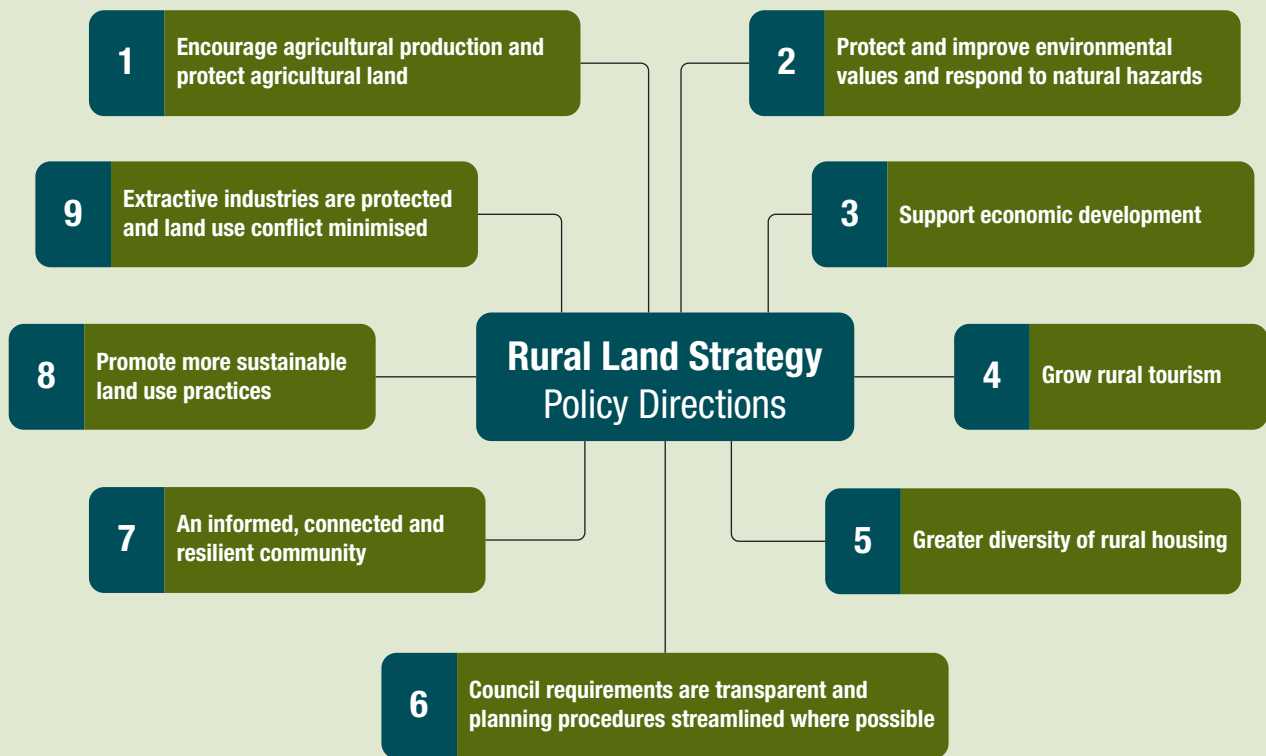 1
Encourage agricultural production and
protect agricultural land
2
Protect and improve environmental
values and respond to natural hazards
9
Extractive industries are protected
and land use conflict minimised
3
Support economic development
Rural Land Strategy
Policy Directions
8
Promote more sustainable
land use practices
4
Grow rural tourism
7
An informed, connected and
resilient community
5
Greater diversity of rural housing
6
Council requirements are transparent and
planning procedures streamlined where possible